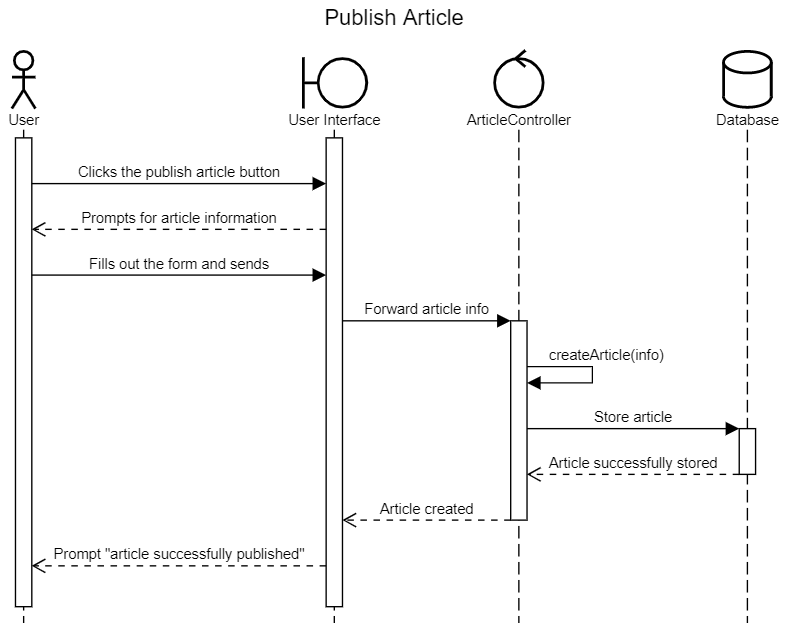 Publish Article
User
User Interface
ArticleController
Database
Clicks the publish article button
Prompts for article information
Fills out the form and sends
Forward article info
createArticle(info)
Store article
Article successfully stored
Article created
Prompt "article successfully published"